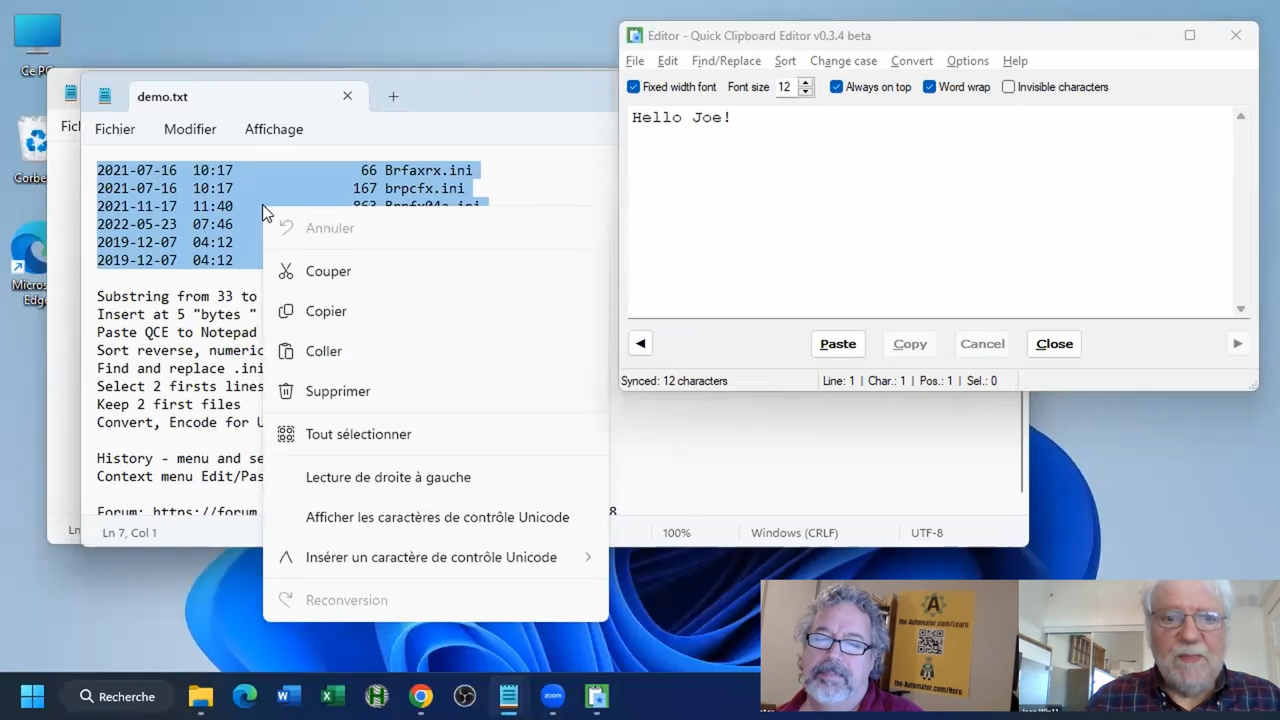 Ce PC
Corbe
Micros
Edge
Fich
Ln
demo.txt
Fichier Modifier Affichage
2021-07-16 10:17 66 Brfaxrx.ini
2021-07-16 10:17 167 brpcfx.ini
2021-11-17 11:40 863 Brpfx04a.ini
2022-05-23 07:46
2019-12-07 04:12
2019-12-07 04:12
Substring from 33 to
Insert at 5 "bytes "
Paste QCE to Notepad
Sort reverse, numeric
Find and replace .ini
Select 2 firsts lines
Keep 2 first files
Convert, Encode for U
History - menu and se
Context menu Edit/Pas
Forum: https://forum 8
Ln 7, Col 1 100% Windows (CRLF) UTF-8
Annuler
Couper
Copier
Coller
Supprimer
Tout sélectionner
Lecture de droite à gauche
Afficher les caractères de contrôle Unicode
Insérer un caractère de contrôle Unicode
Reconversion
Editor - Quick Clipboard Editor v0.3.4 beta
File Edit Find/Replace Sort Change case Convert Options Help
Fixed width font Font size 12 Always on top Word wrap Invisible characters
Hello Joe!
Paste Copy Cancel Close
Synced: 12 characters Line: 1 | Char.: 1 | Pos.: 1 | Sel.: 0
the-Automator.com/Learn
the-Automator.com/Hero
Recherche
zoom